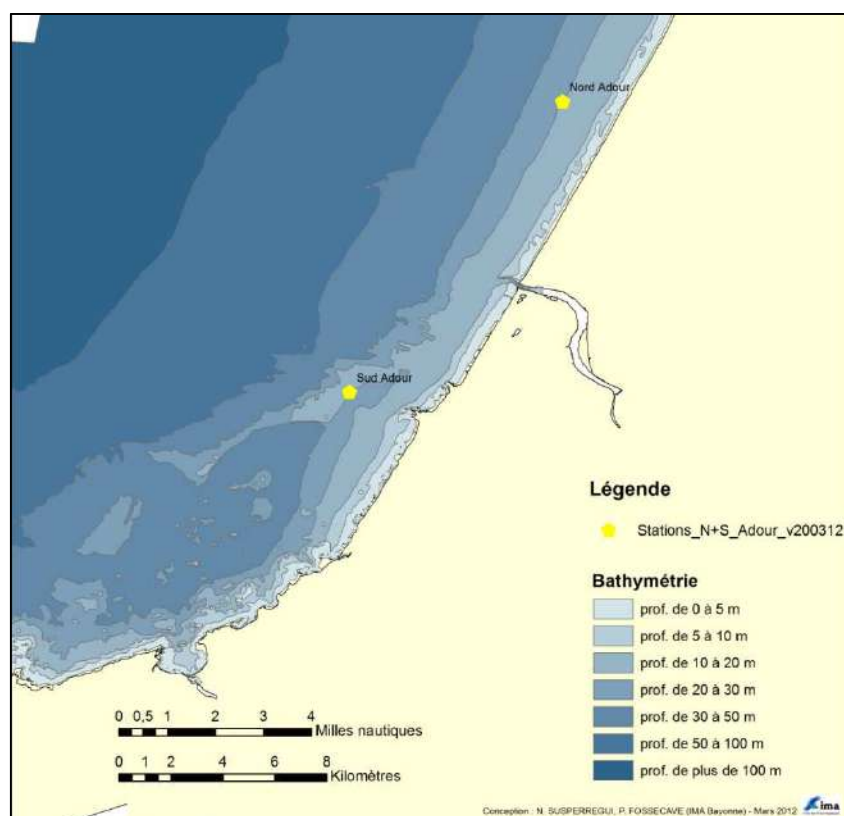 Nord Adour
Sud Adour
Légende
Stations_N+S_Adour_v200312
Bathymétrie
prof. de 0 à 5 m
prof. de 5 à 10 m
prof. de 10 à 20 m
prof. de 20 à 30 m
prof. de 30 à 50 m
prof. de 50 à 100 m
prof. de plus de 100 m
0 0,5 1 2 3 4
Milles nautiques
0 1 2 4 6 8
Kilomètres
Conception : N. SUSPERREGUI, P. FOSSECAVE (IMA Bayonne) - Mars 2012
ima